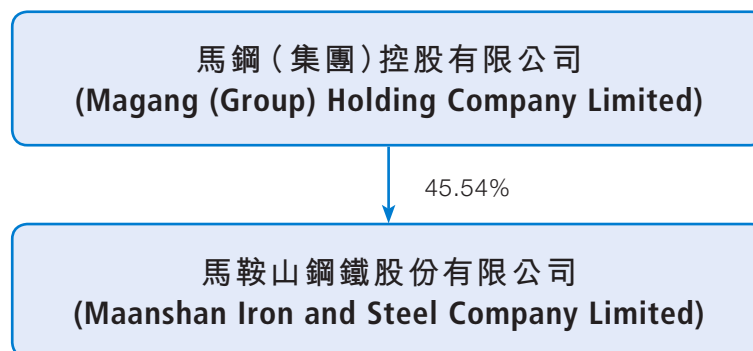 馬鋼（集團）控股有限公司
(Magang (Group) Holding Company Limited)
45.54%
馬鞍山鋼鐵股份有限公司
(Maanshan Iron and Steel Company Limited)